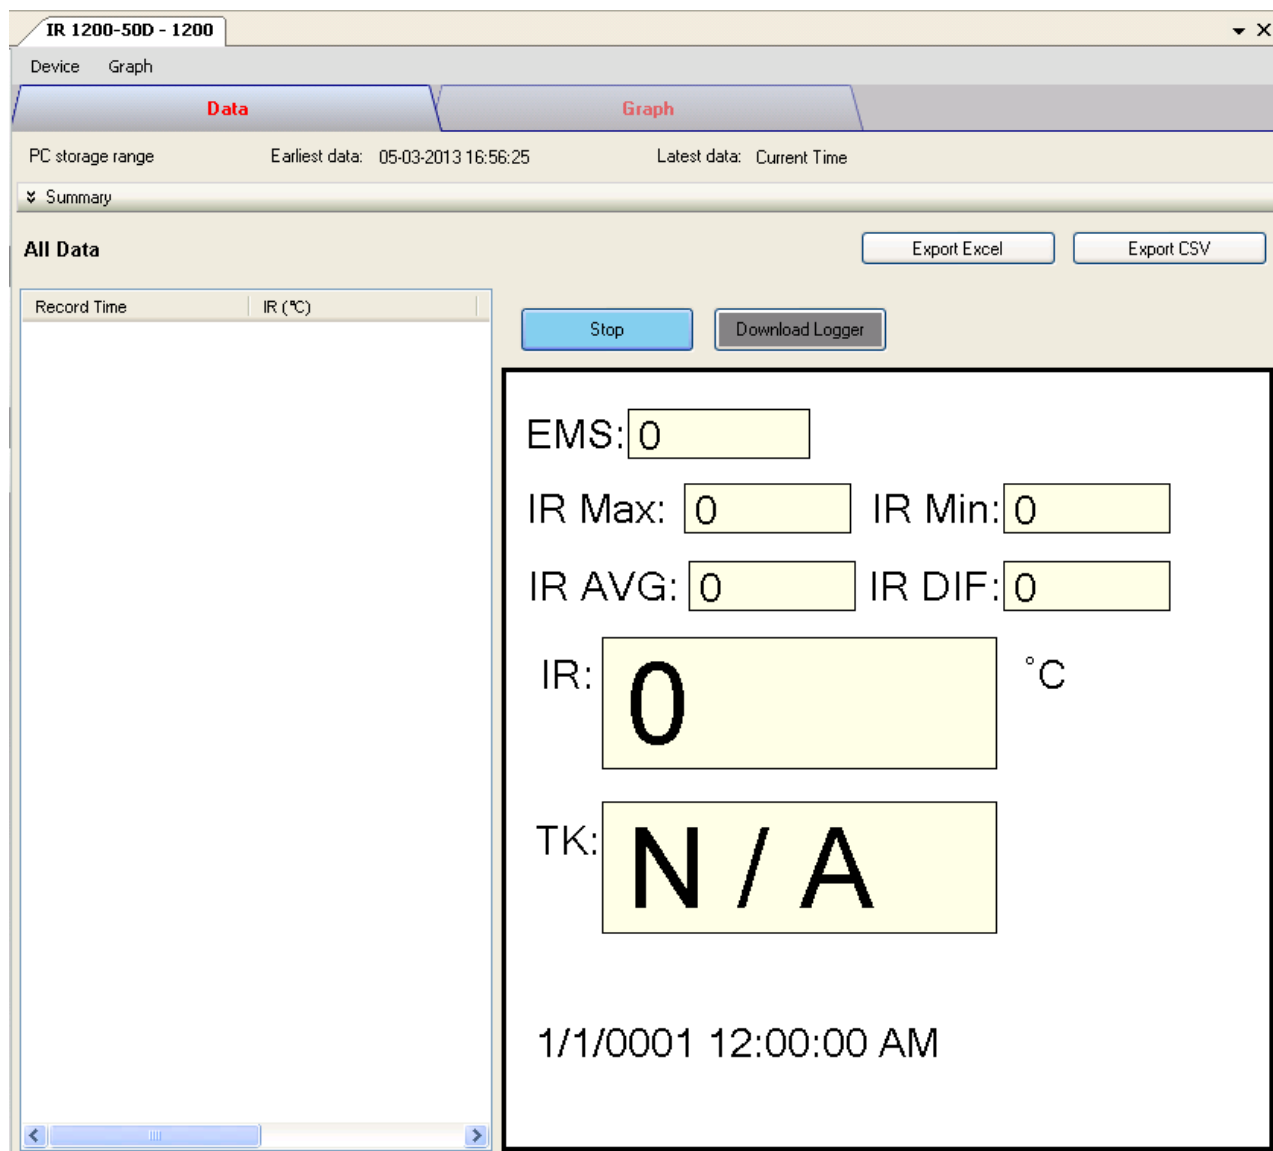 IR 1200-50D - 1200
Device Graph
Data Graph
PC storage range Earliest data: 05-03-2013 16:56:25 Latest data: Current Time
Summary
All Data Export Excel Export CSV
Record Time IR (℃)
Stop Download Logger
EMS: 0
IR Max: 0 IR Min: 0
IR AVG: 0 IR DIF: 0
IR: 0 °C
TK: N / A
1/1/0001 12:00:00 AM